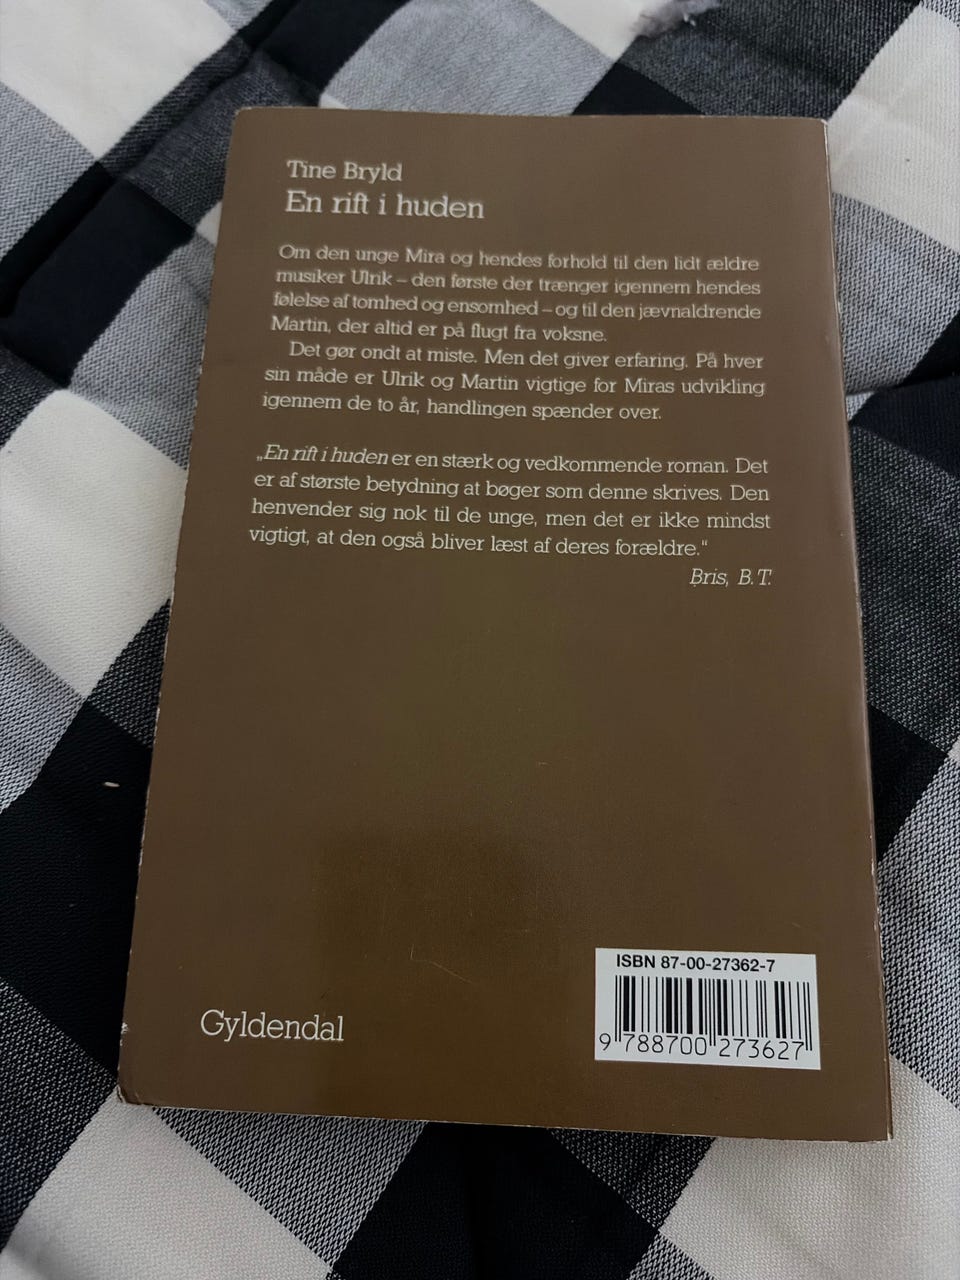 Tine Bryld
En rift i huden
Om den unge Mira og hendes forhold til den lidt ældre
musiker Ulrik – den første der trænger igennem hendes
følelse af tomhed og ensomhed – og til den jævnaldrende
Martin, der altid er på flugt fra voksne.
Det gør ondt at miste. Men det giver erfaring. På hver
sin måde er Ulrik og Martin vigtige for Miras udvikling
igennem de to år, handlingen spænder over.
„En rift i huden er en stærk og vedkommende roman. Det
er af største betydning at bøger som denne skrives. Den
henvender sig nok til de unge, men det er ikke mindst
vigtigt, at den også bliver læst af deres forældre."
Bris, B.T.
ISBN 87-00-27362-7
9 788700 273627
Gyldendal